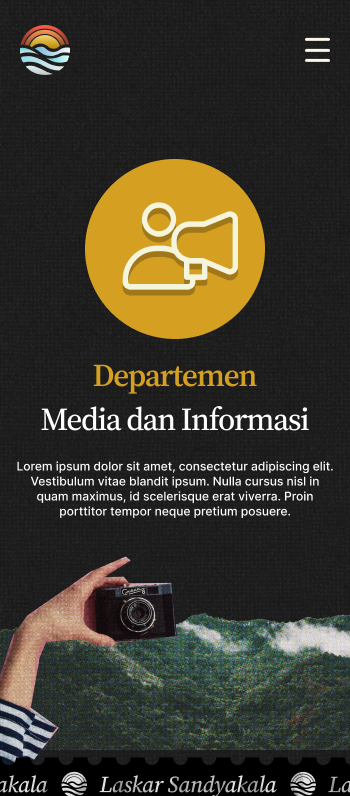 Departemen
Media dan Informasi
Lorem ipsum dolor sit amet, consectetur adipiscing elit.
Vestibulum vitae blandit ipsum. Nulla cursus nisl in
quam maximus, id scelerisque erat viverra. Proin
porttitor tempor neque pretium posuere.
akala Laskar Sandyakala La